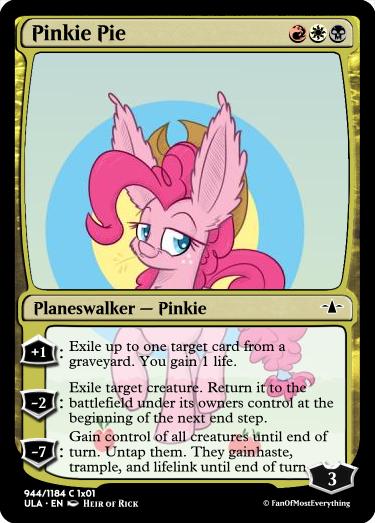 Pinkie Pie
Planeswalker — Pinkie
+1 : Exile up to one target card from a
graveyard. You gain 1 life.
-2 : Exile target creature. Return it to the
battlefield under its owners control at the
beginning of the next end step.
-7 : Gain control of all creatures until end of
turn. Untap them. They gainhaste,
trample, and lifelink until end of turn
3
944/1184 C 1x01
ULA · EN Heir of Rick
© FanOfMostEverything